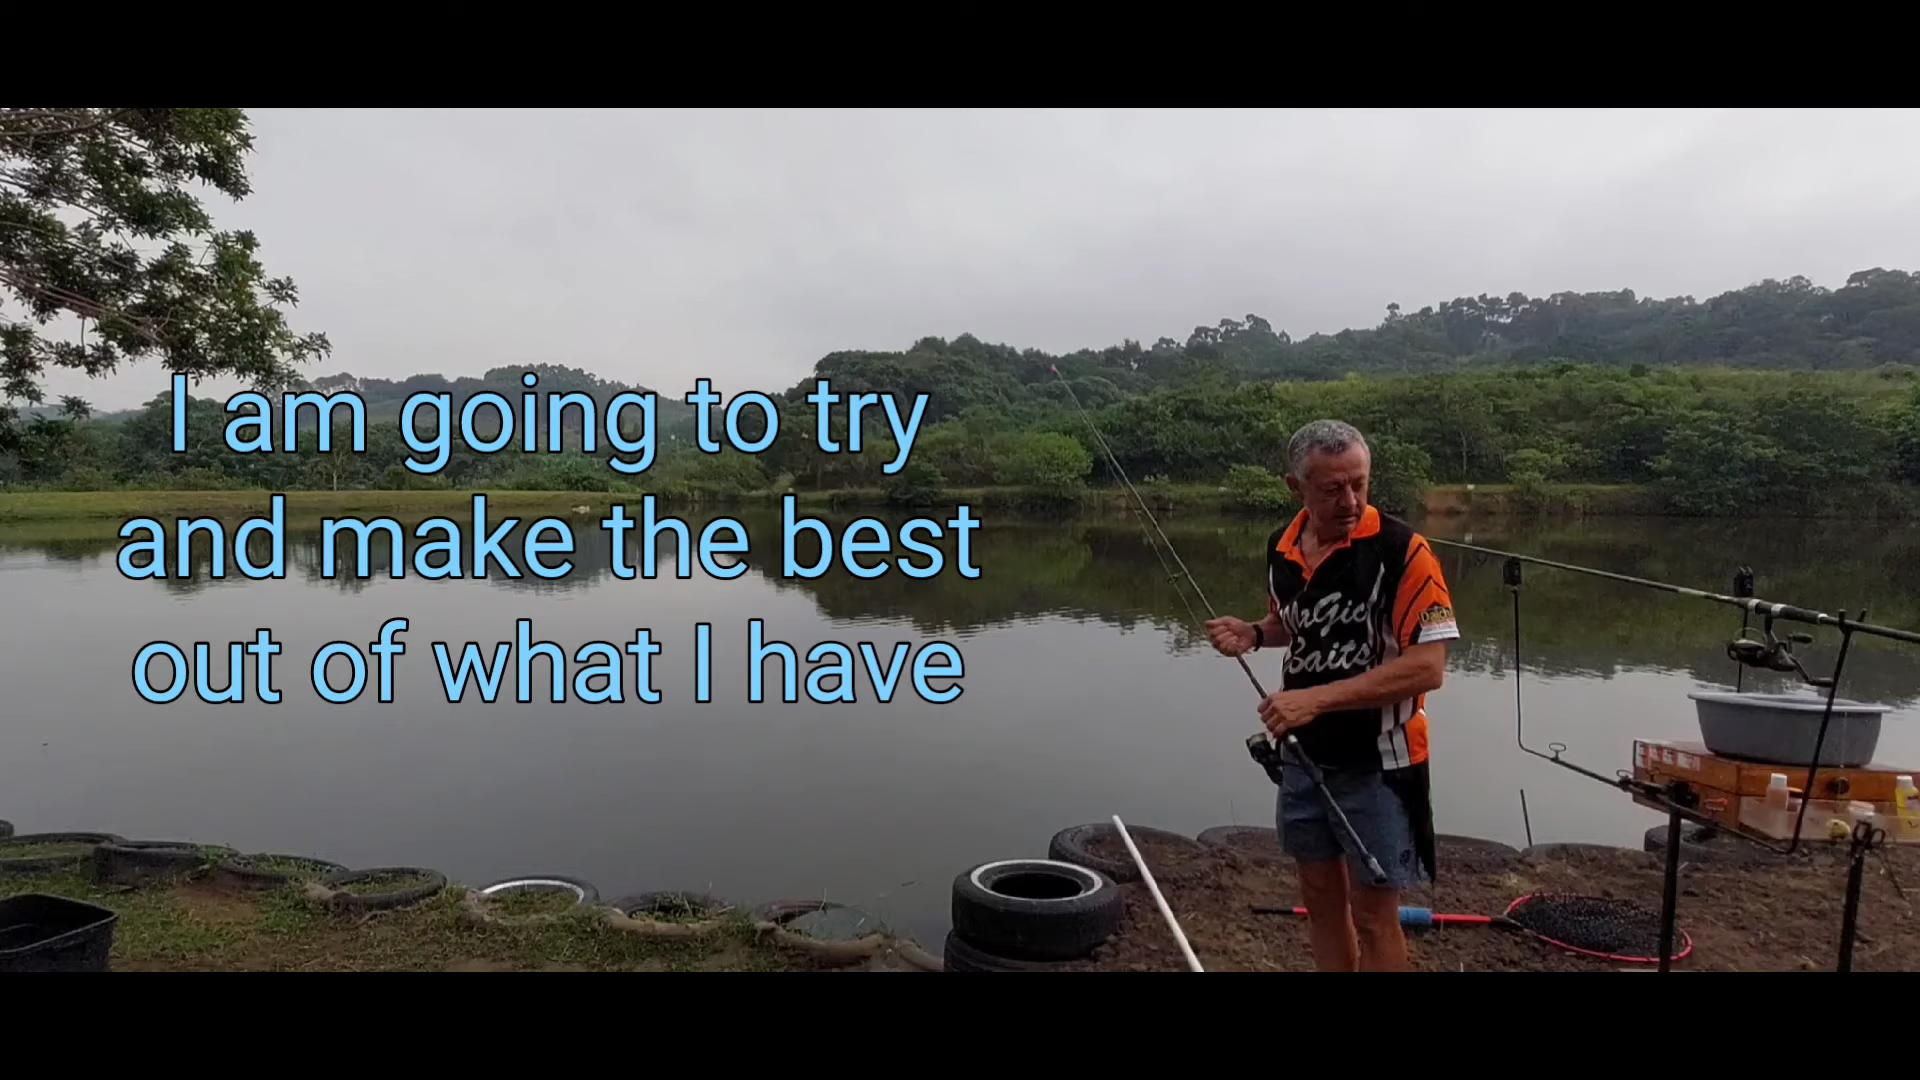 I am going to try
and make the best
out of what I have
MaGic
Baits